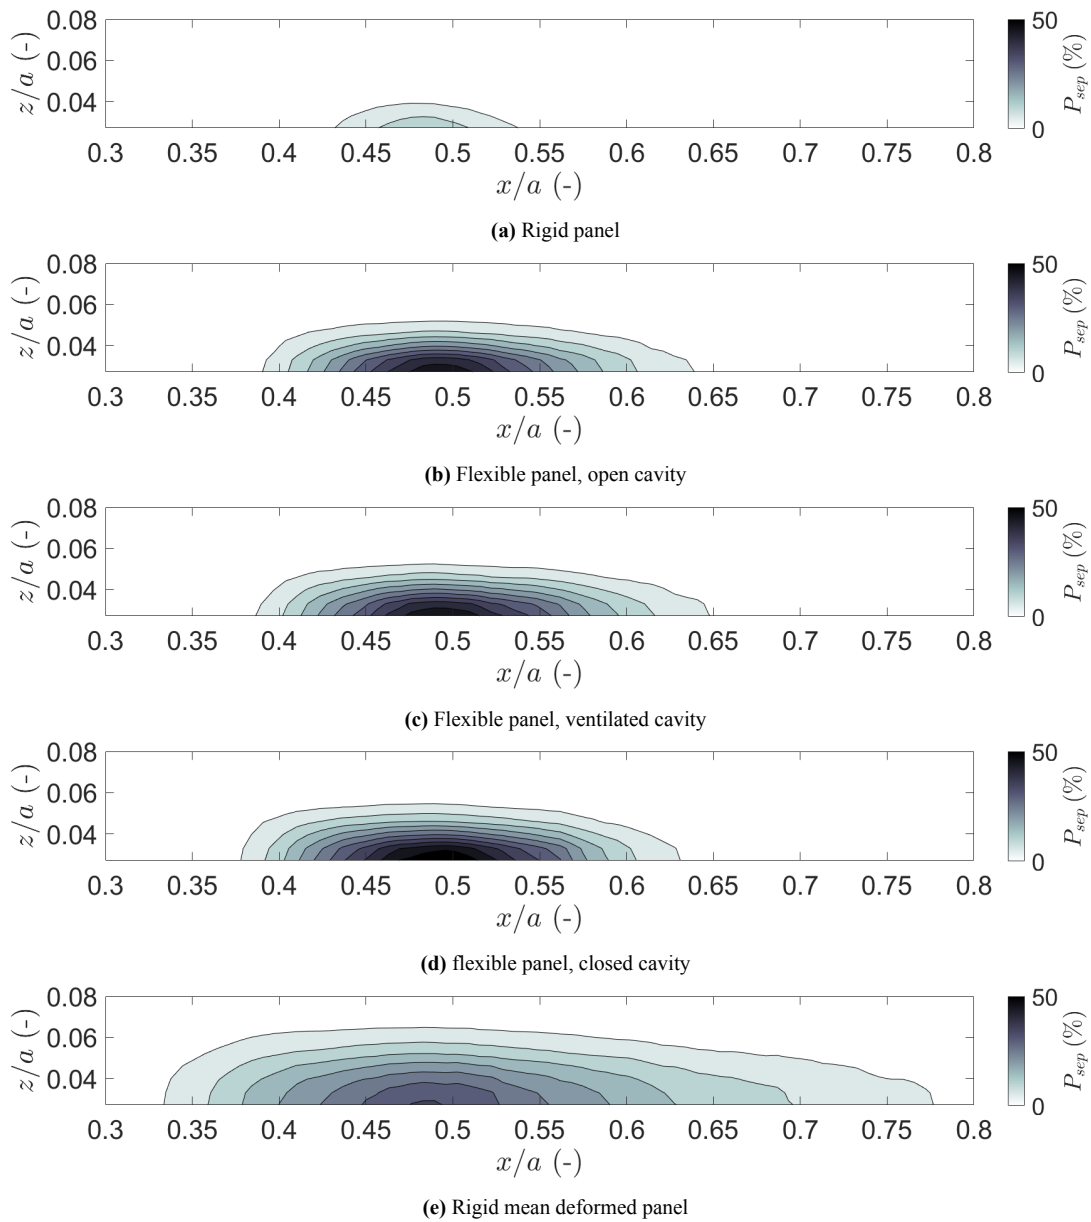 0.08
0.06
0.04
z/a (-)
0.3 0.35 0.4 0.45 0.5 0.55 0.6 0.65 0.7 0.75 0.8
x/a (-)
50
0
P_sep (%)
(a) Rigid panel
0.08
0.06
0.04
z/a (-)
0.3 0.35 0.4 0.45 0.5 0.55 0.6 0.65 0.7 0.75 0.8
x/a (-)
50
0
P_sep (%)
(b) Flexible panel, open cavity
0.08
0.06
0.04
z/a (-)
0.3 0.35 0.4 0.45 0.5 0.55 0.6 0.65 0.7 0.75 0.8
x/a (-)
50
0
P_sep (%)
(c) Flexible panel, ventilated cavity
0.08
0.06
0.04
z/a (-)
0.3 0.35 0.4 0.45 0.5 0.55 0.6 0.65 0.7 0.75 0.8
x/a (-)
50
0
P_sep (%)
(d) flexible panel, closed cavity
0.08
0.06
0.04
z/a (-)
0.3 0.35 0.4 0.45 0.5 0.55 0.6 0.65 0.7 0.75 0.8
x/a (-)
50
0
P_sep (%)
(e) Rigid mean deformed panel